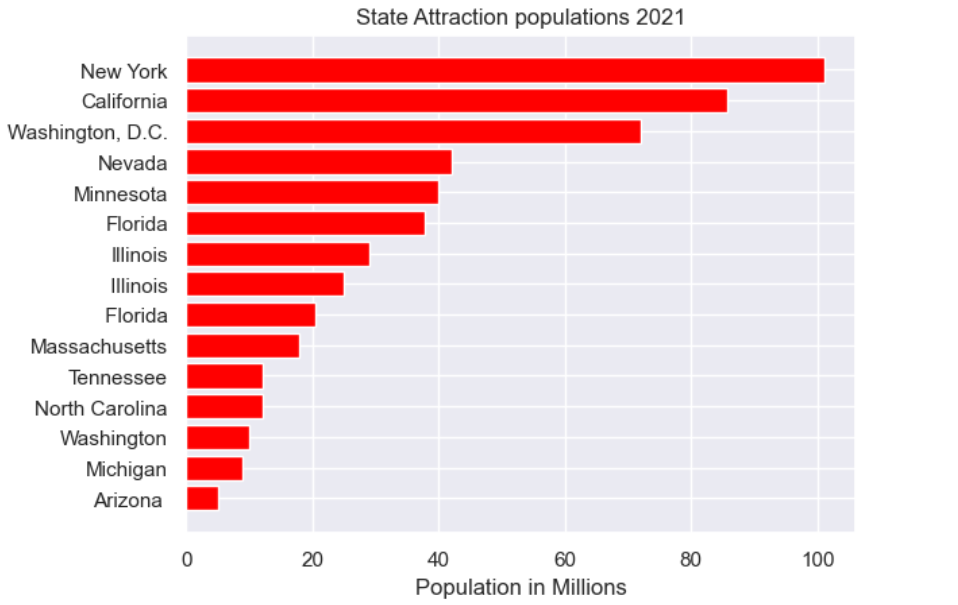 State Attraction populations 2021
New York
California
Washington, D.C.
Nevada
Minnesota
Florida
Illinois
Illinois
Florida
Massachusetts
Tennessee
North Carolina
Washington
Michigan
Arizona
0 20 40 60 80 100
Population in Millions